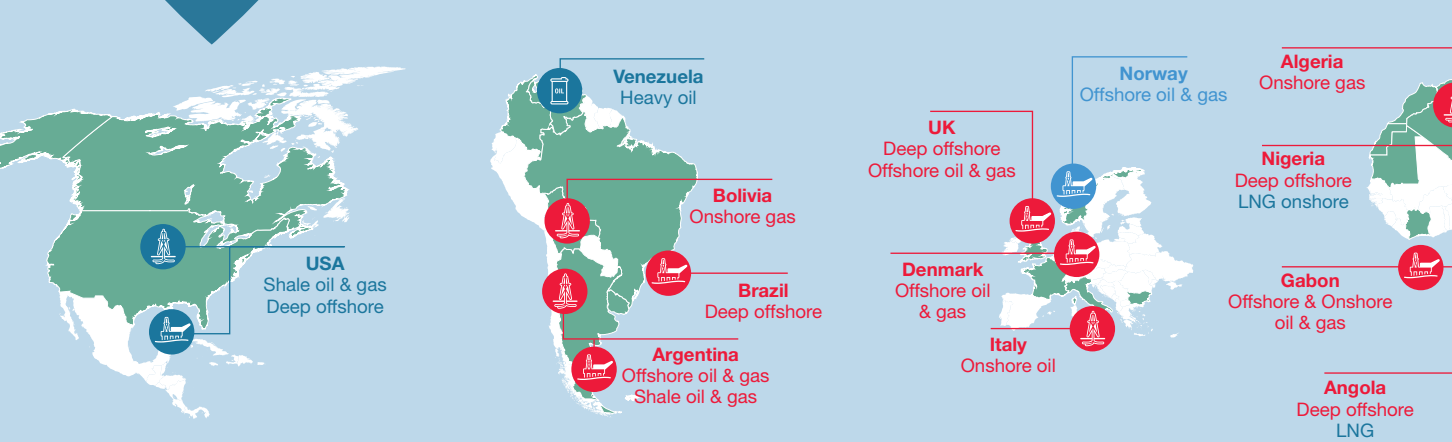 Venezuela
Heavy oil
Norway
Offshore oil & gas
Algeria
Onshore gas
OIL
UK
Deep offshore
Offshore oil & gas
Nigeria
Deep offshore
LNG onshore
Bolivia
Onshore gas
USA
Shale oil & gas
Deep offshore
Denmark
Offshore oil
& gas
Gabon
Offshore & Onshore
oil & gas
Brazil
Deep offshore
Italy
Onshore oil
Argentina
Offshore oil & gas
Shale oil & gas
Angola
Deep offshore
LNG